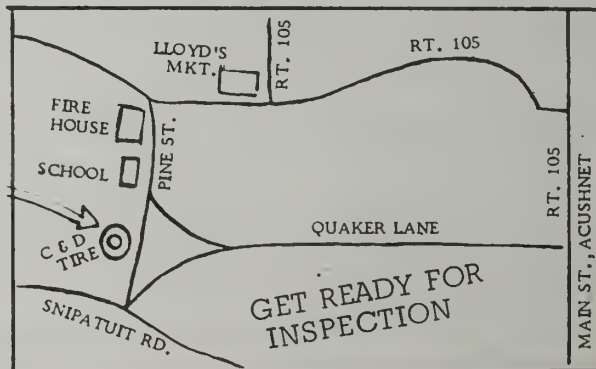 LLOYD'S
MKT.
RT. 105
RT. 105
FIRE
HOUSE
PINE ST.
SCHOOL
RT. 105
C & D
TIRE
QUAKER LANE
MAIN ST., ACUSHNET
SNIPATUIT RD.
GET READY FOR
INSPECTION